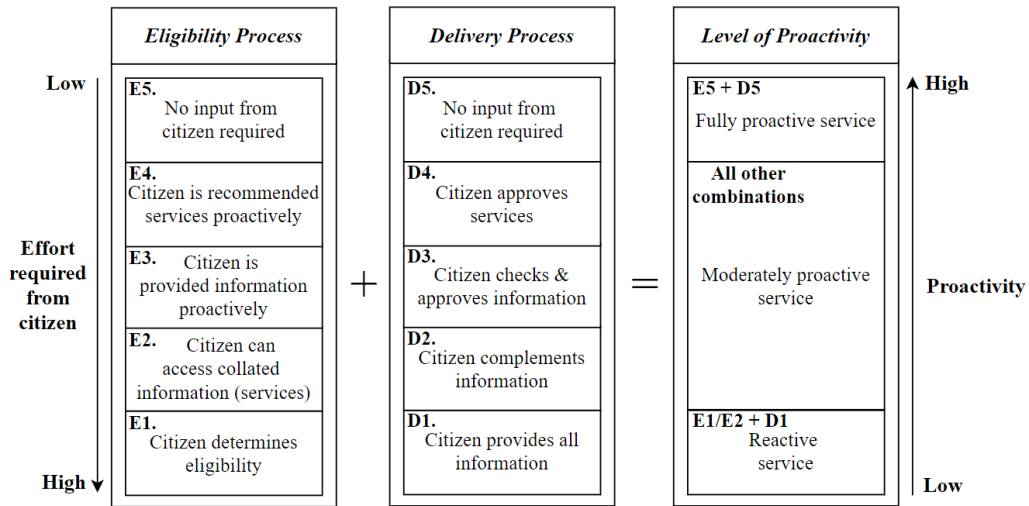 Eligibility Process
Delivery Process
Level of Proactivity
Low
Effort
required
from
citizen
High
E5.
No input from
citizen required
E4.
Citizen is recommended
services proactively
E3.
Citizen is
provided information
proactively
E2.
Citizen can
access collated
information (services)
E1.
Citizen determines
eligibility
+
D5.
No input from
citizen required
D4.
Citizen approves
services
D3.
Citizen checks &
approves information
D2.
Citizen complements
information
D1.
Citizen provides all
information
=
E5 + D5
Fully proactive service
All other
combinations
Moderately proactive
service
E1/E2 + D1
Reactive
service
High
Proactivity
Low